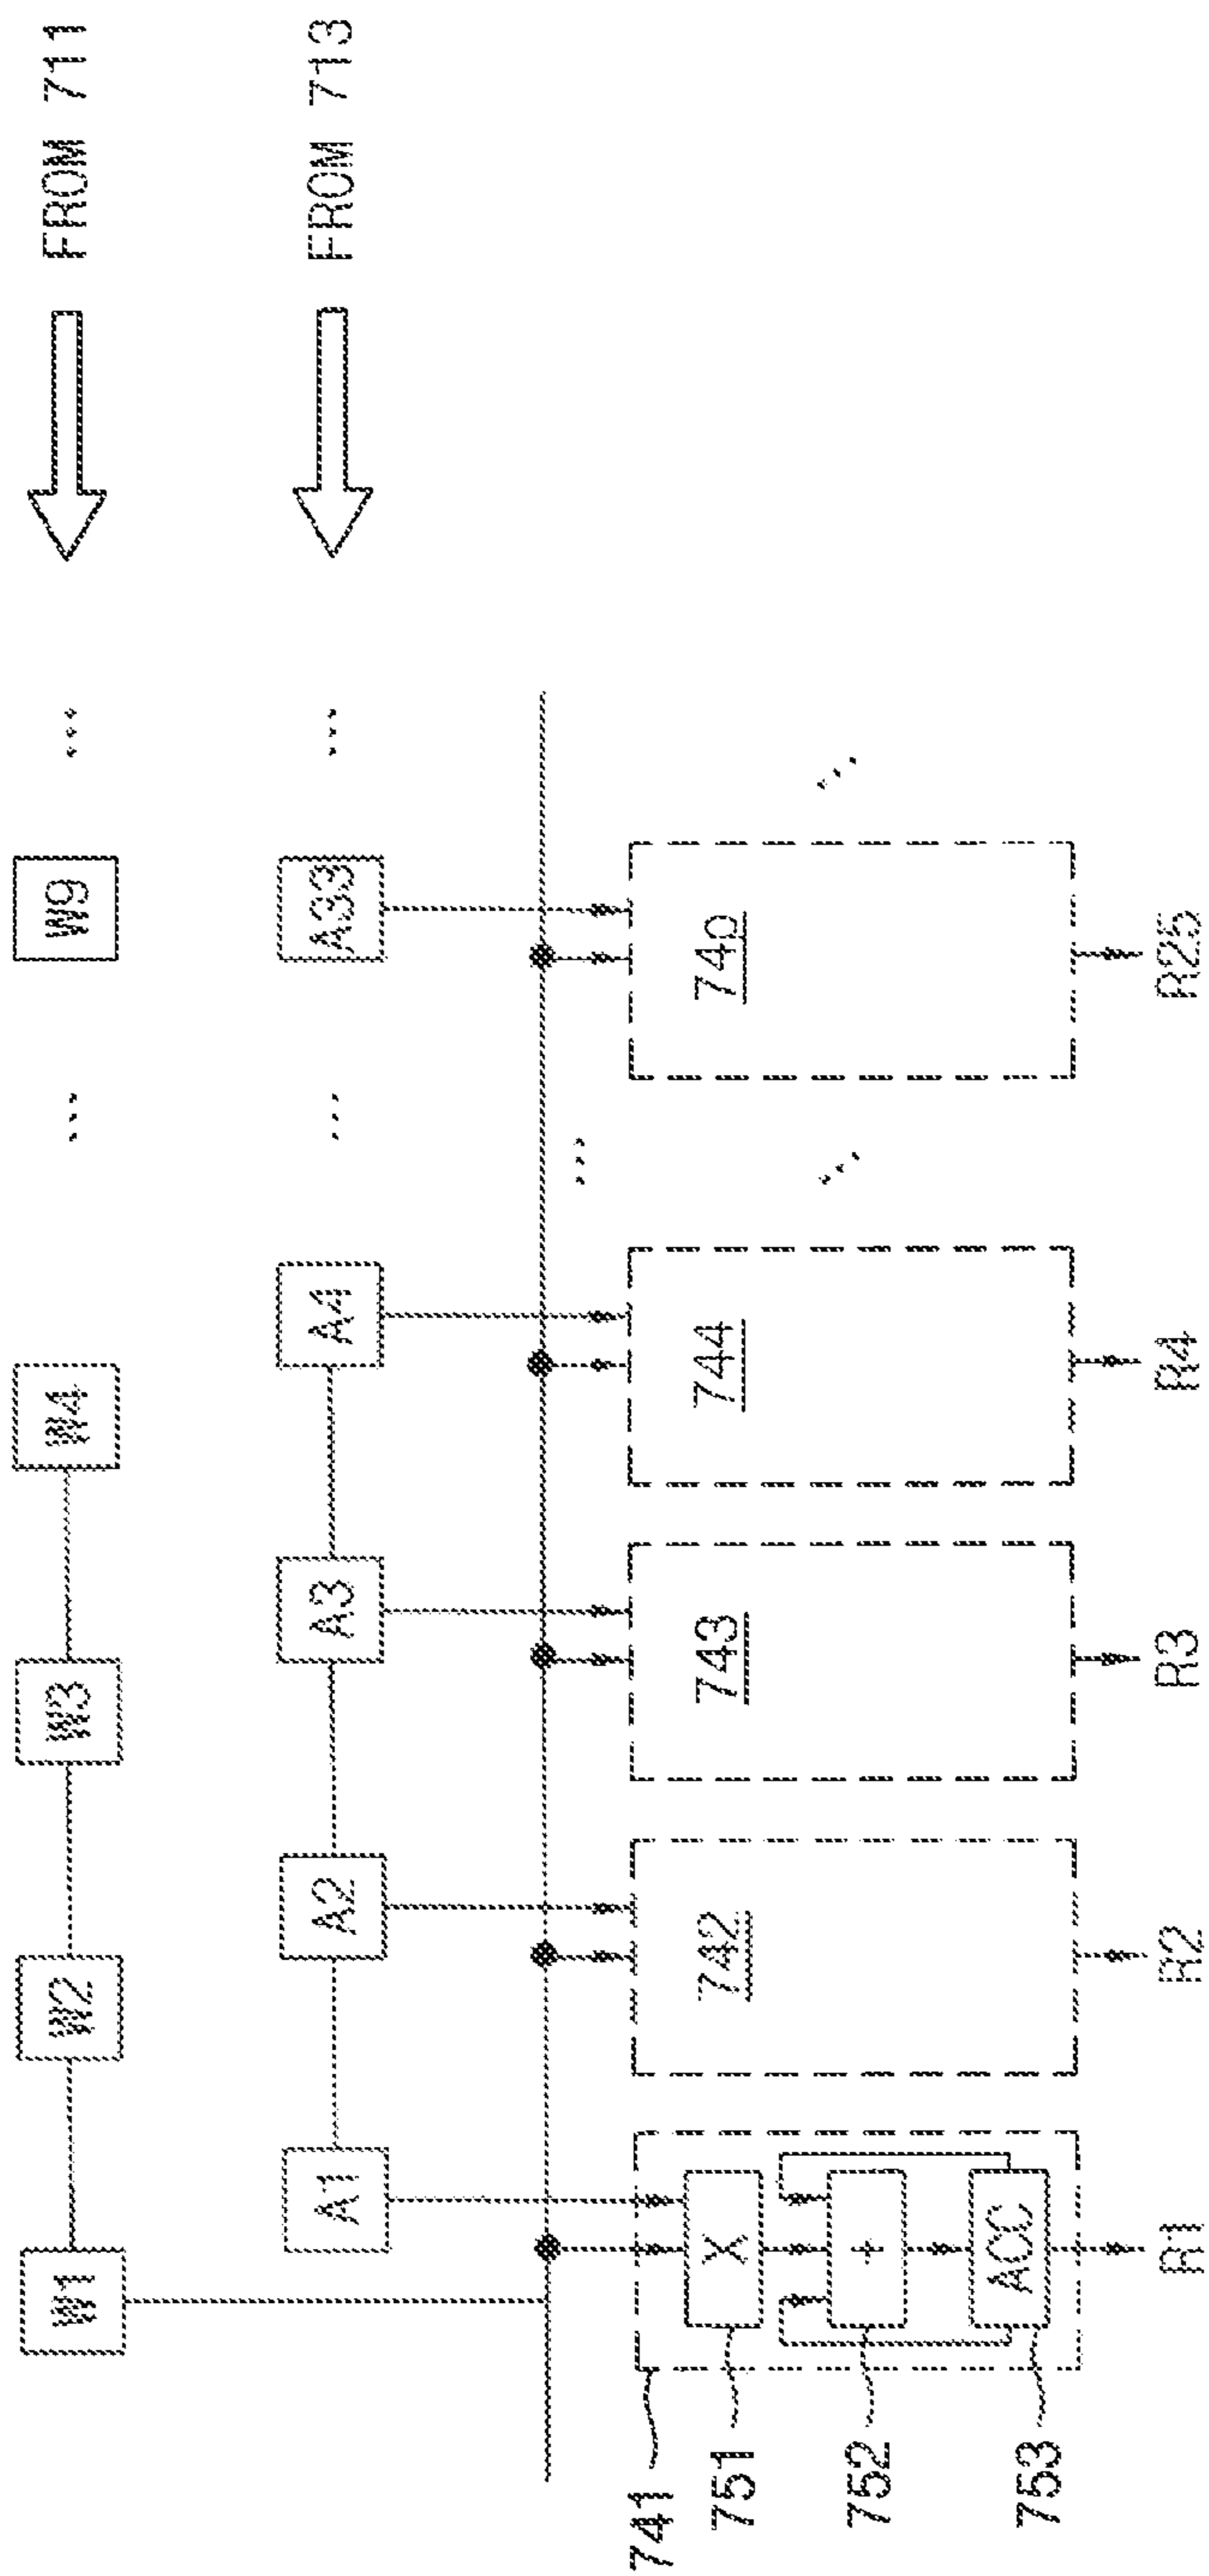 W1 W2 W3 W4 ... W9 ... FROM 711
A1 A2 A3 A4 ... A33 ... FROM 713
...
741 742 743 744 ... 74o ...
751 X
752 +
753 ACC
R1 R2 R3 R4 R25